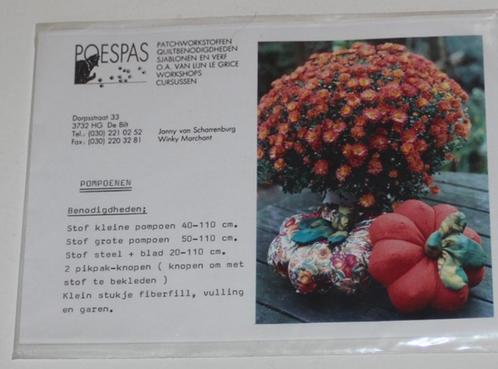 POESPAS
PATCHWORKSTOFFEN
QUILTBENODIGDHEDEN
SJABLONEN EN VERF
O.A. VAN LIJN LE GRICE
WORKSHOPS
CURSUSSEN
Dorpsstraat 33
3732 HG De Bilt
Tel.: (030) 221 02 52
Fax: (030) 220 32 81
Jonny van Scharrenburg
Winky Marchant
POMPOENEN
Benodigdheden;
Stof kleine pompoen 40-110 cm.
Stof grote pompoen 50-110 cm.
Stof steel + blad 20-110 cm.
2 pikpak-knopen ( knopen om met
stof te bekleden )
Klein stukje fiberfill, vulling
en garen.